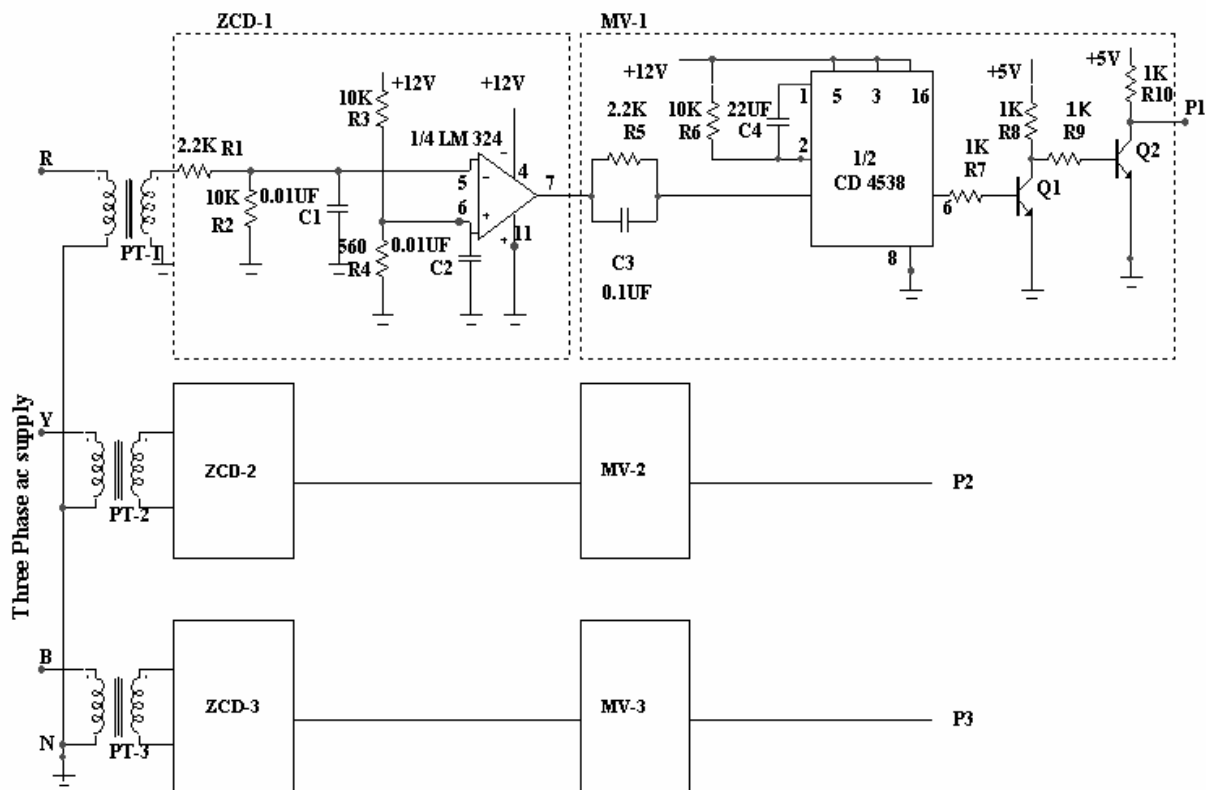 ZCD-1
MV-1
+12V
+12V
10K
R3
1/4 LM 324
2.2K R1
R
5
4
7
6
11
−
−
+
+
10K
R2
0.01UF
C1
560
R4
0.01UF
C2
PT-1
+12V
2.2K
R5
10K
R6
22UF
C4
1
5
3
16
2
1/2
CD 4538
6
8
C3
0.1UF
1K
R7
+5V
1K
R8
1K
R9
Q1
+5V
1K
R10
Q2
P1
Three Phase ac supply
Y
PT-2
ZCD-2
MV-2
P2
B
N
PT-3
ZCD-3
MV-3
P3